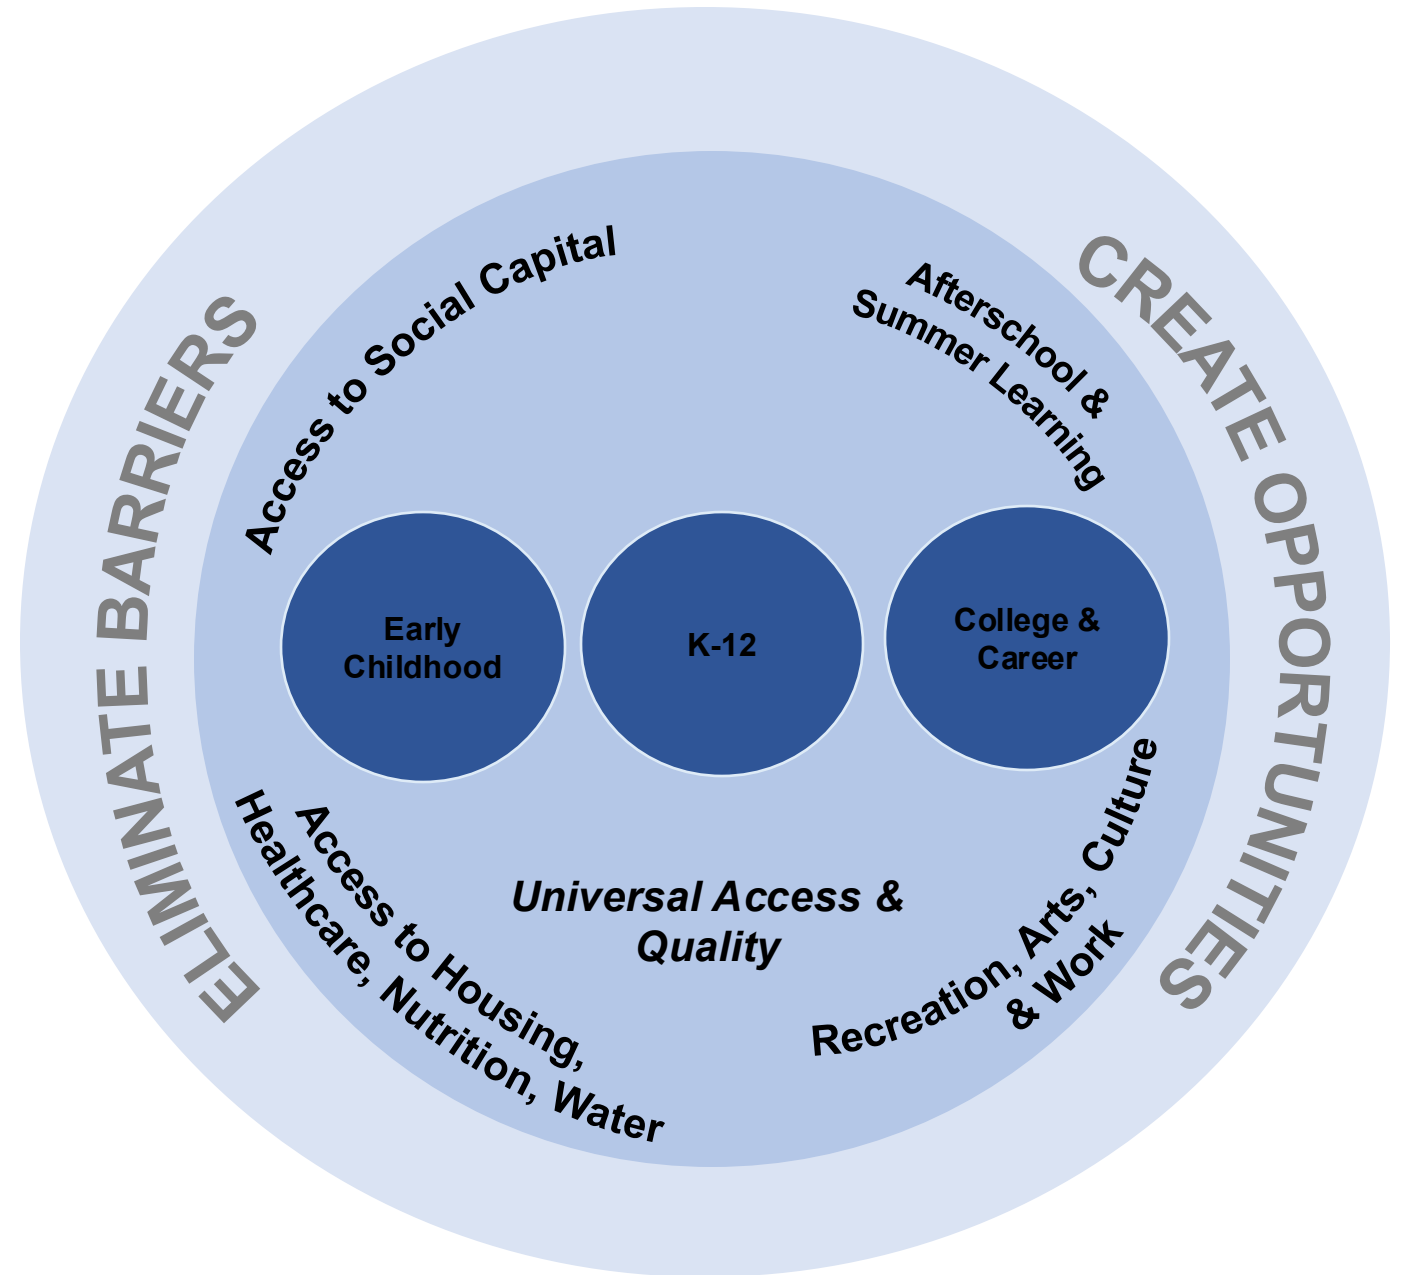 ELIMINATE BARRIERS
CREATE OPPORTUNITIES
Access to Social Capital
Afterschool &
Summer Learning
Early
Childhood
K-12
College &
Career
Access to Housing,
Healthcare, Nutrition, Water
Universal Access &
Quality
Recreation, Arts, Culture
& Work